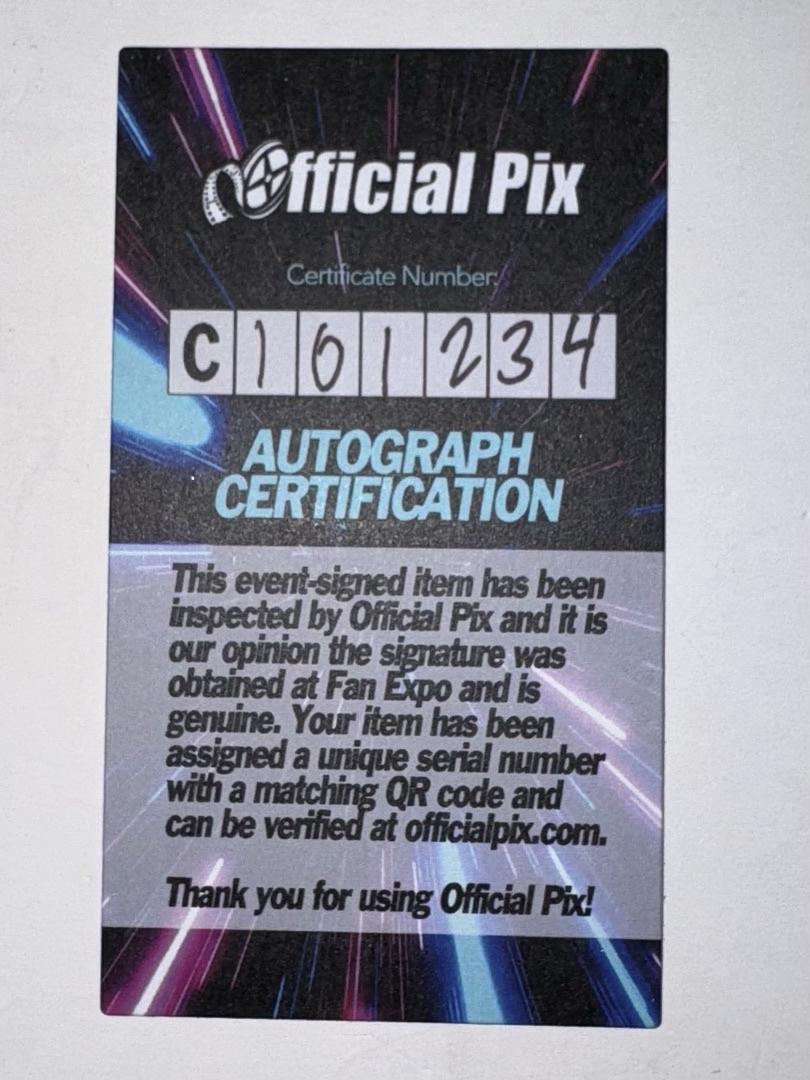 Official Pix
Certificate Number:
C101234
AUTOGRAPH
CERTIFICATION
This event-signed item has been
inspected by Official Pix and it is
our opinion the signature was
obtained at Fan Expo and is
genuine. Your item has been
assigned a unique serial number
with a matching QR code and
can be verified at officialpix.com.
Thank you for using Official Pix!